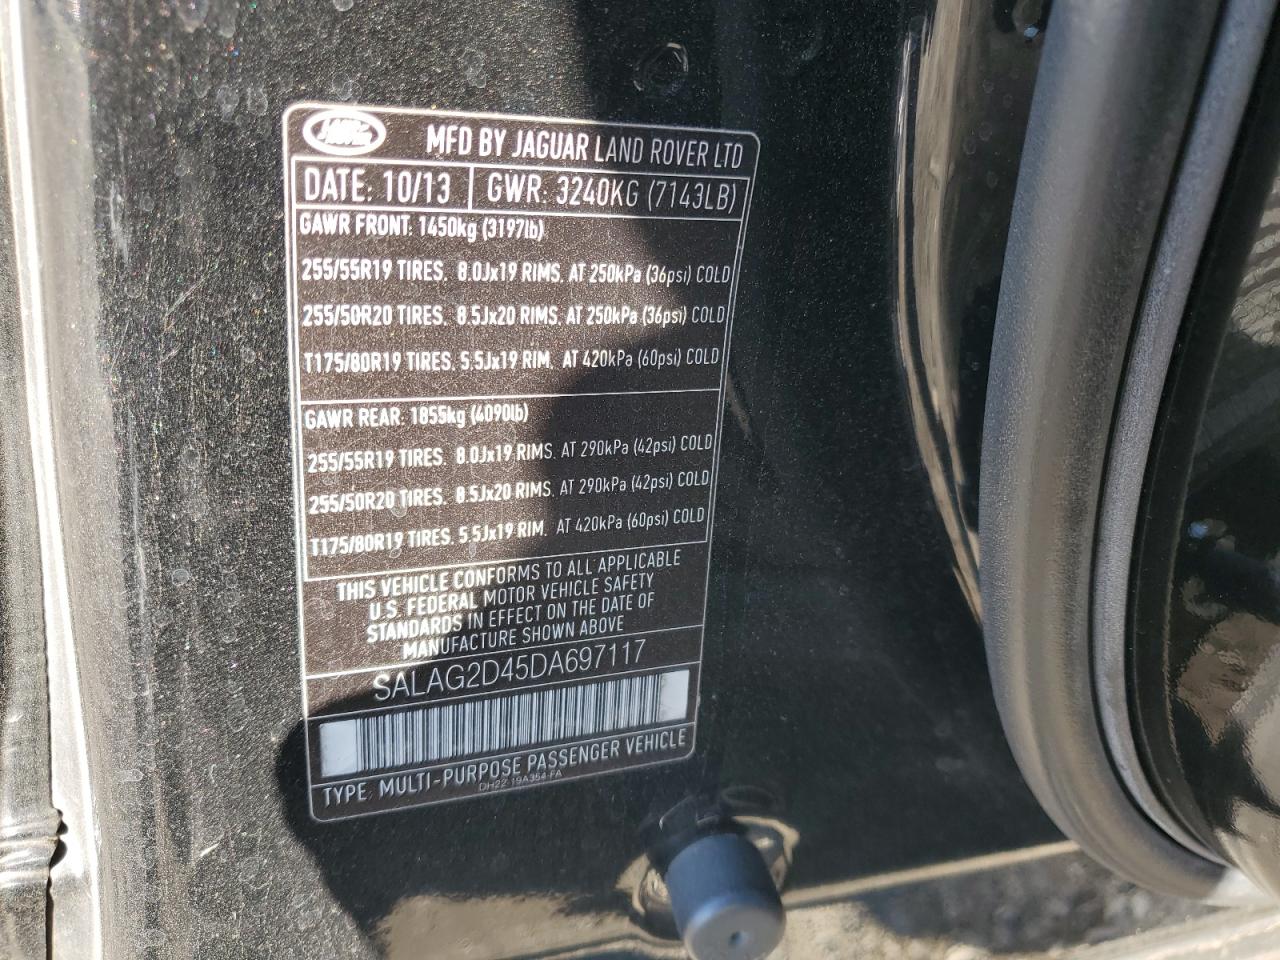 LAND ROVER
MFD BY JAGUAR LAND ROVER LTD
DATE: 10/13 GWR: 3240KG (7143LB)
GAWR FRONT: 1450kg (3197lb)
255/55R19 TIRES. 8.0Jx19 RIMS. AT 250kPa (36psi) COLD
255/50R20 TIRES. 8.5Jx20 RIMS. AT 250kPa (36psi) COLD
T175/80R19 TIRES. 5.5Jx19 RIM. AT 420kPa (60psi) COLD
GAWR REAR: 1855kg (4090lb)
255/55R19 TIRES. 8.0Jx19 RIMS. AT 290kPa (42psi) COLD
255/50R20 TIRES. 8.5Jx20 RIMS. AT 290kPa (42psi) COLD
T175/80R19 TIRES. 5.5Jx19 RIM. AT 420kPa (60psi) COLD
THIS VEHICLE CONFORMS TO ALL APPLICABLE
U.S. FEDERAL MOTOR VEHICLE SAFETY
STANDARDS IN EFFECT ON THE DATE OF
MANUFACTURE SHOWN ABOVE
SALAG2D45DA697117
TYPE: MULTI-PURPOSE PASSENGER VEHICLE
DH22-19A354-FA